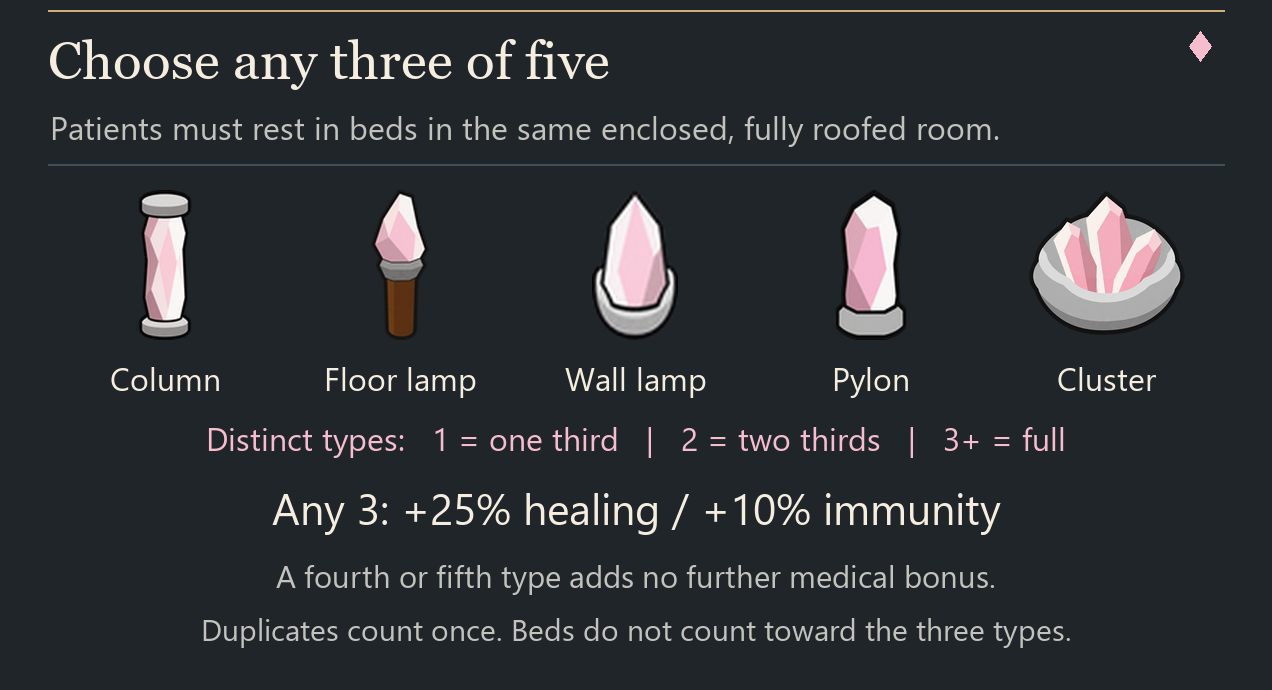 Choose any three of five
Patients must rest in beds in the same enclosed, fully roofed room.
Column
Floor lamp
Wall lamp
Pylon
Cluster
Distinct types: 1 = one third | 2 = two thirds | 3+ = full
Any 3: +25% healing / +10% immunity
A fourth or fifth type adds no further medical bonus.
Duplicates count once. Beds do not count toward the three types.